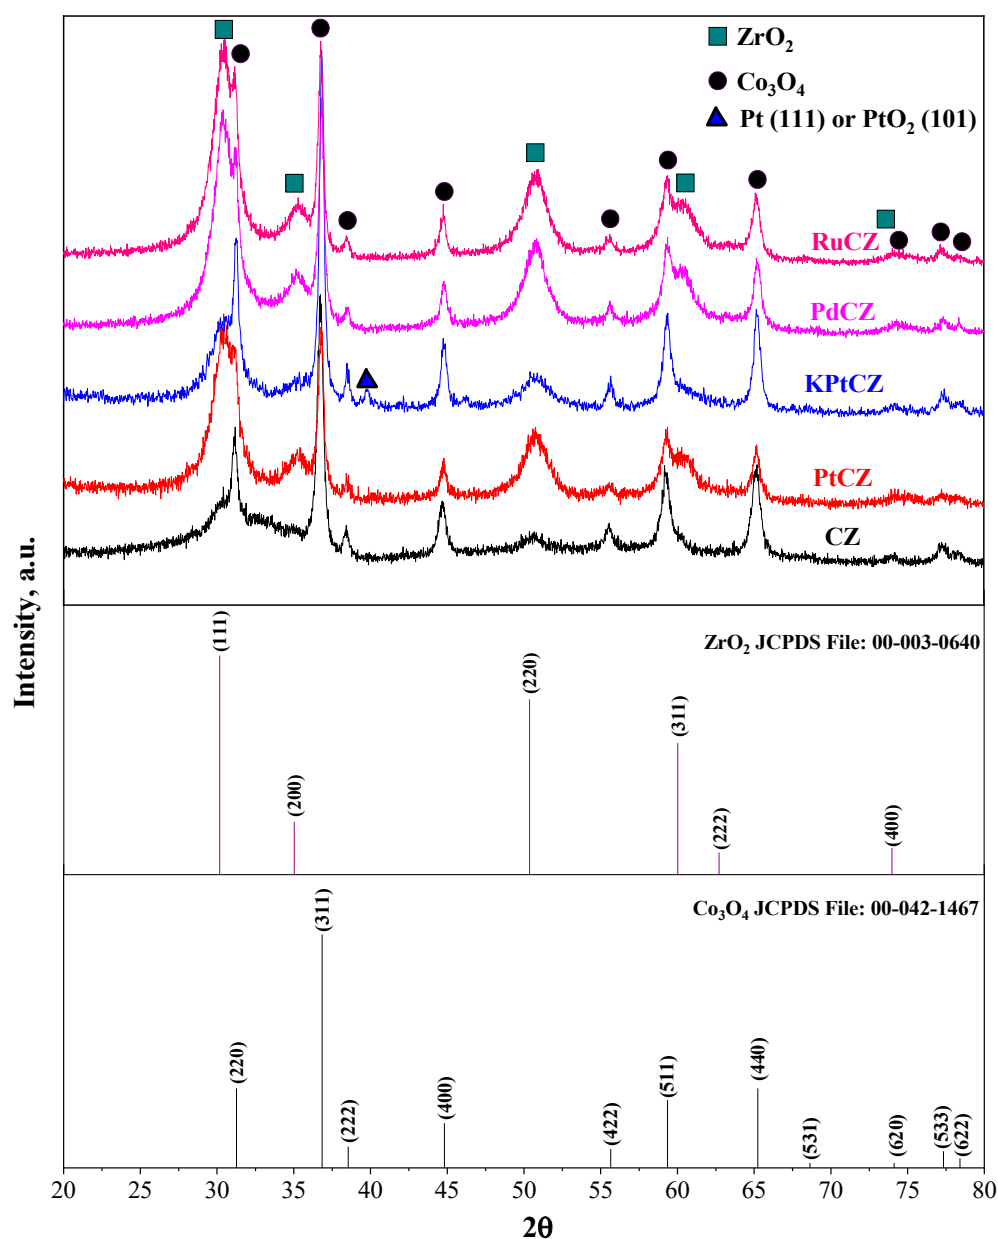 ZrO₂
Co₃O₄
Pt (111) or PtO₂ (101)
RuCZ
PdCZ
KPtCZ
PtCZ
CZ
Intensity, a.u.
ZrO₂ JCPDS File: 00-003-0640
(111)
(200)
(220)
(311)
(222)
(400)
Co₃O₄ JCPDS File: 00-042-1467
(220)
(311)
(222)
(400)
(422)
(511)
(440)
(531)
(620)
(533)
(622)
20 25 30 35 40 45 50 55 60 65 70 75 80
2θ